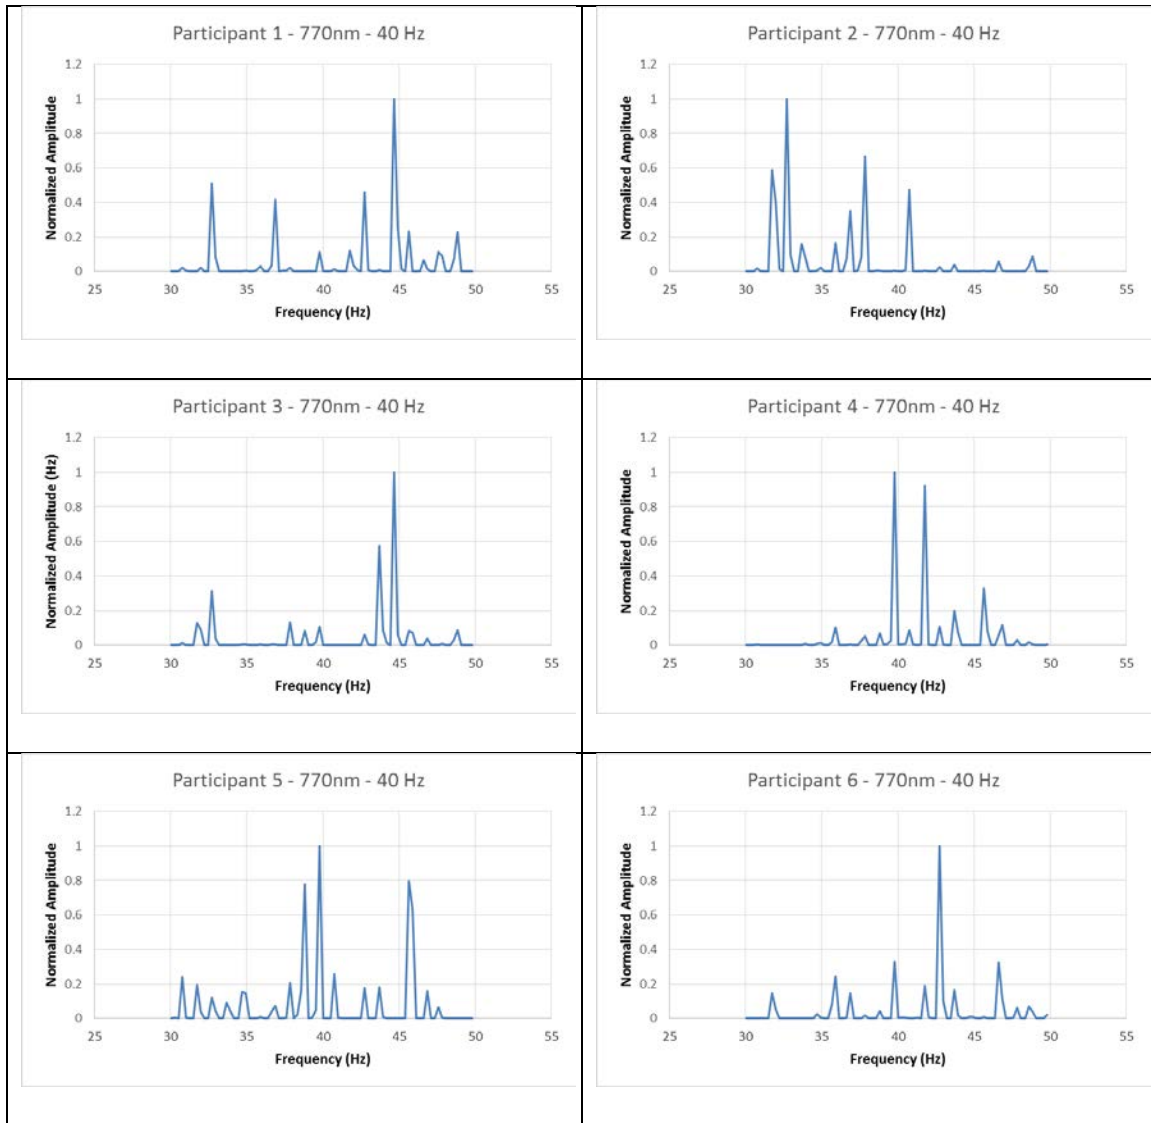 Participant 1 - 770nm - 40 Hz
Normalized Amplitude
1.2
1
0.8
0.6
0.4
0.2
0
25 30 35 40 45 50 55
Frequency (Hz)
Participant 2 - 770nm - 40 Hz
Normalized Amplitude
1.2
1
0.8
0.6
0.4
0.2
0
25 30 35 40 45 50 55
Frequency (Hz)
Participant 3 - 770nm - 40 Hz
Normalized Amplitude (Hz)
1.2
1
0.8
0.6
0.4
0.2
0
25 30 35 40 45 50 55
Frequency (Hz)
Participant 4 - 770nm - 40 Hz
Normalized Amplitude
1.2
1
0.8
0.6
0.4
0.2
0
25 30 35 40 45 50 55
Frequency (Hz)
Participant 5 - 770nm - 40 Hz
Normalized Amplitude
1.2
1
0.8
0.6
0.4
0.2
0
25 30 35 40 45 50 55
Frequency (Hz)
Participant 6 - 770nm - 40 Hz
Normalized Amplitude
1.2
1
0.8
0.6
0.4
0.2
0
25 30 35 40 45 50 55
Frequency (Hz)